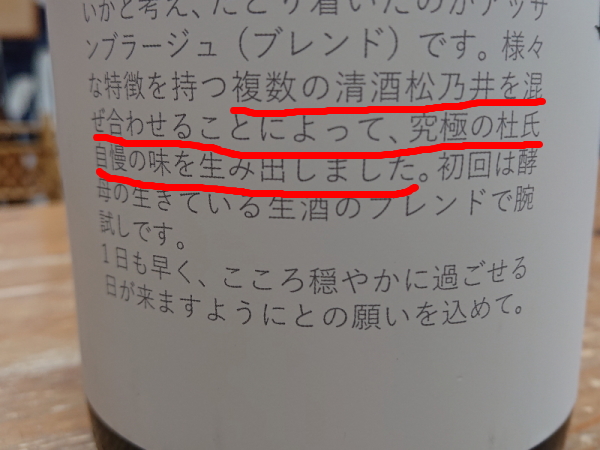 いかと考え、たどり着いたのがアッサ
ンブラージュ（ブレンド）です。様々
な特徴を持つ複数の清酒松乃井を混
ぜ合わせることによって、究極の杜氏
自慢の味を生み出しました。初回は酵
母の生きている生酒のブレンドで腕
試しです。
1日も早く、こころ穏やかに過ごせる
日が来ますようにとの願いを込めて。